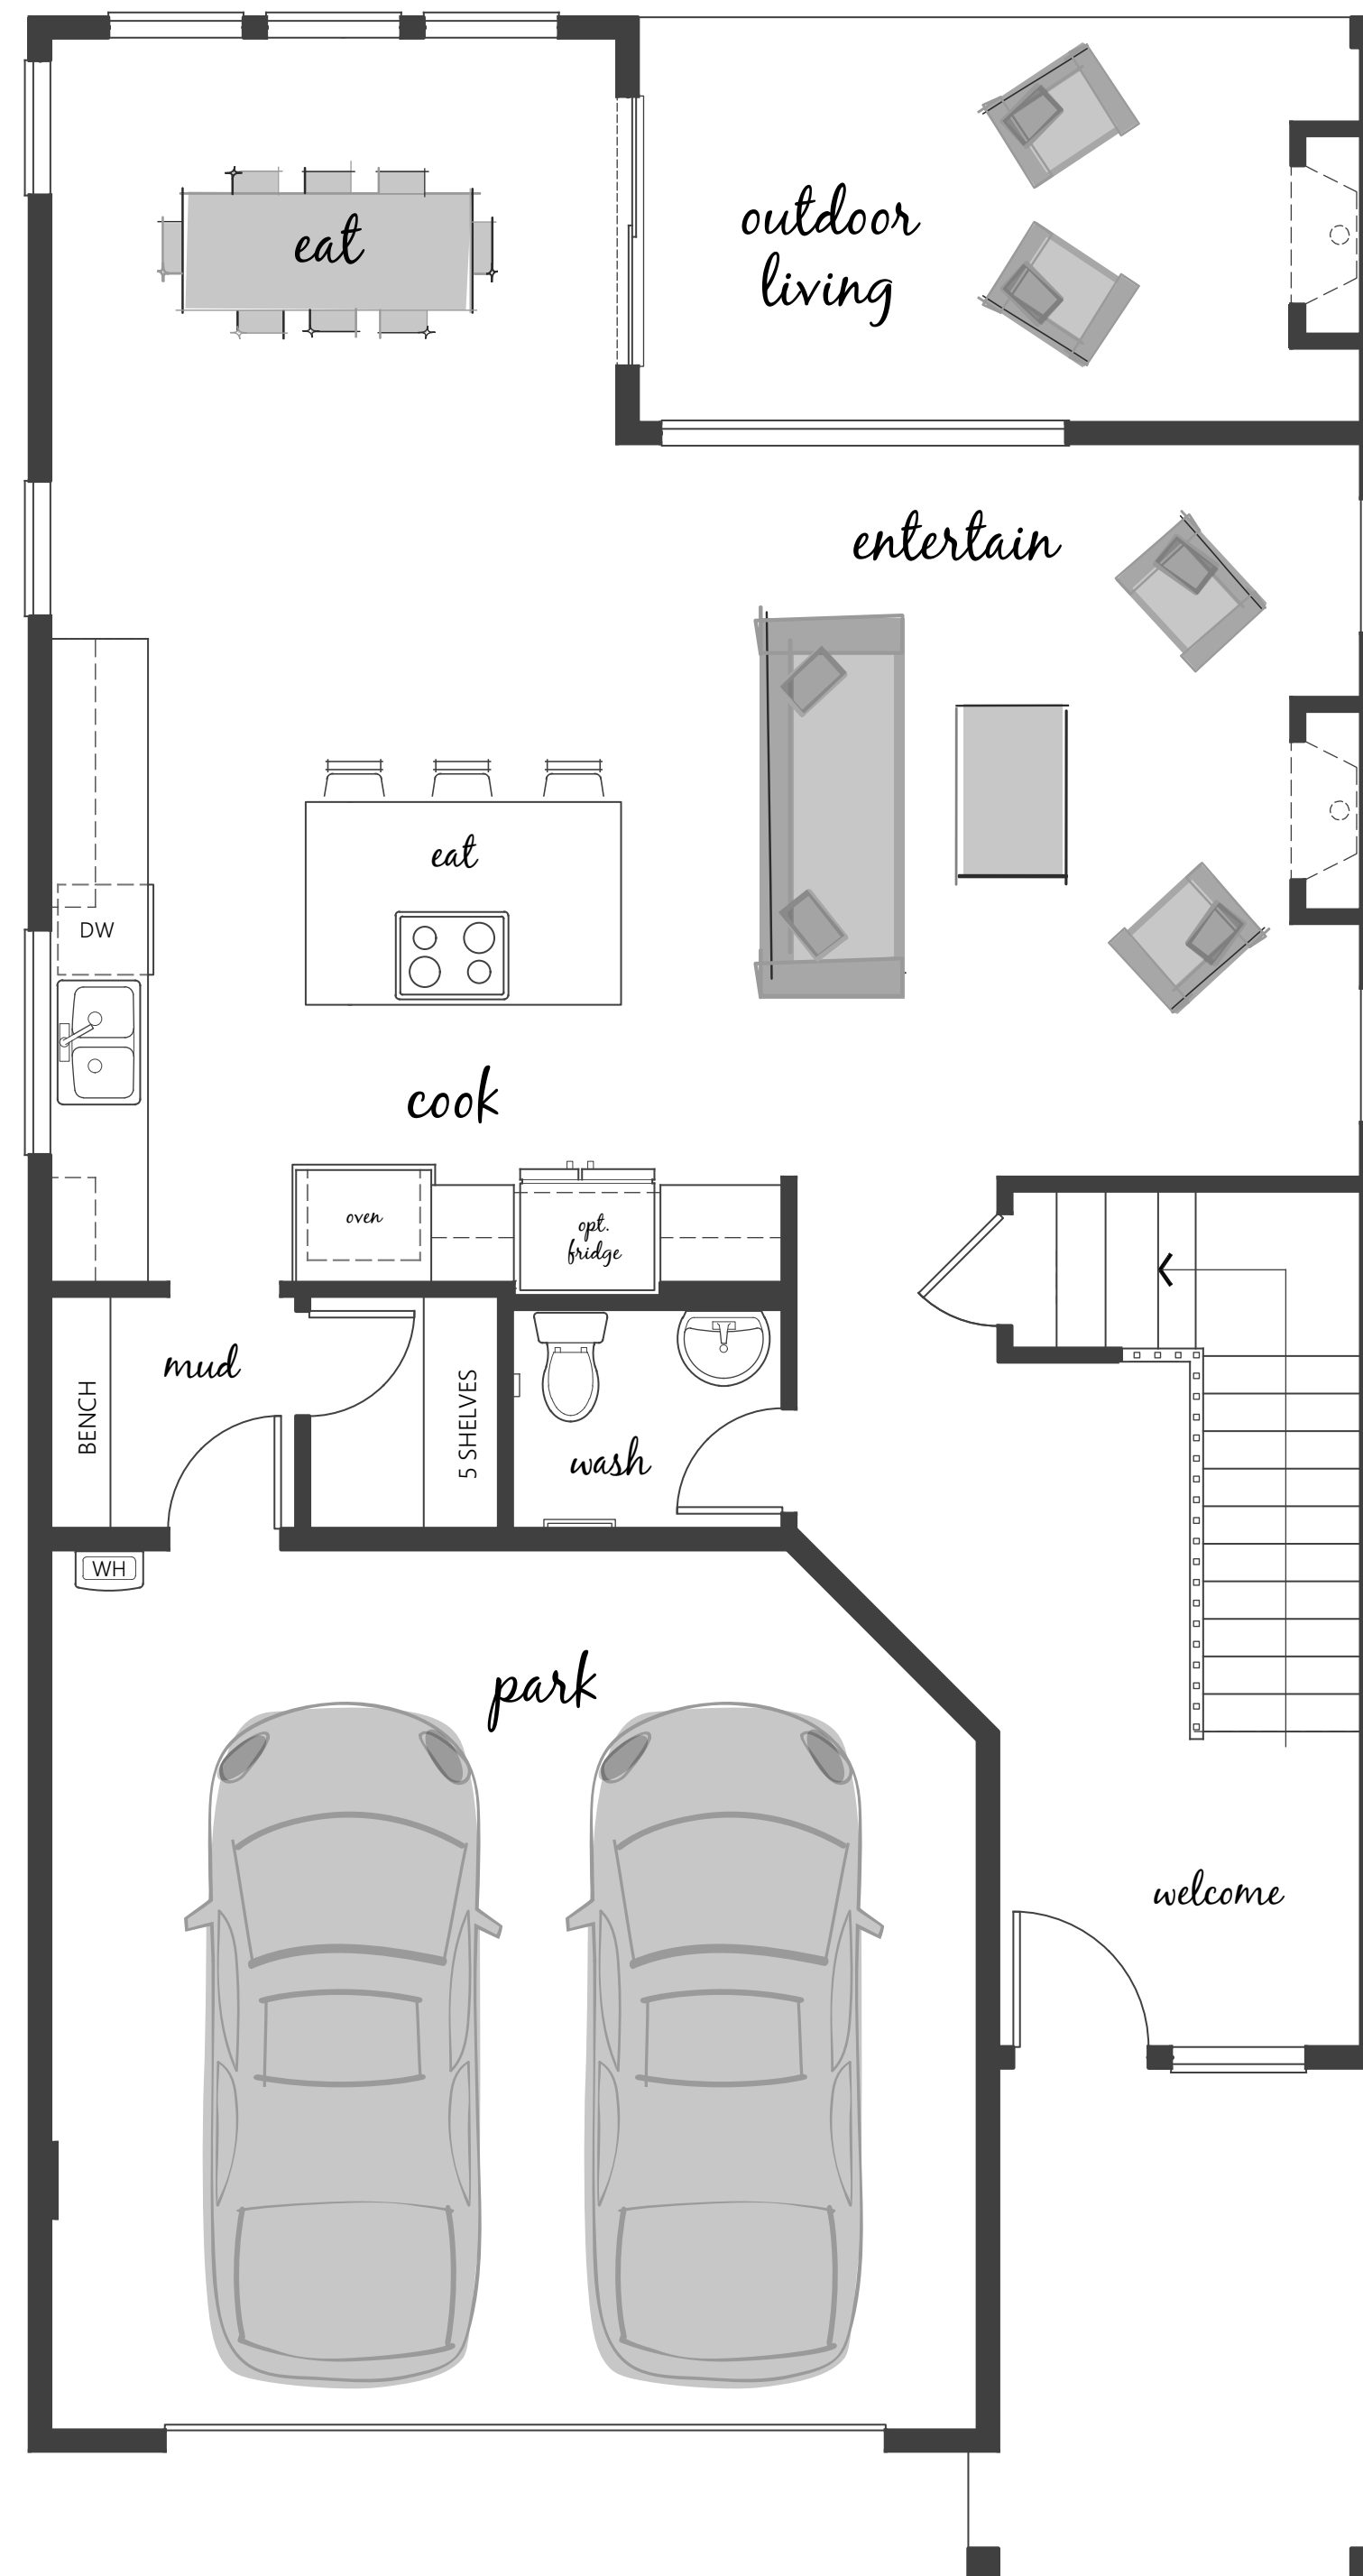 outdoor
living
eat
entertain
eat
DW
cook
oven
opt.
fridge
mud
BENCH
5 SHELVES
wash
WH
park
welcome